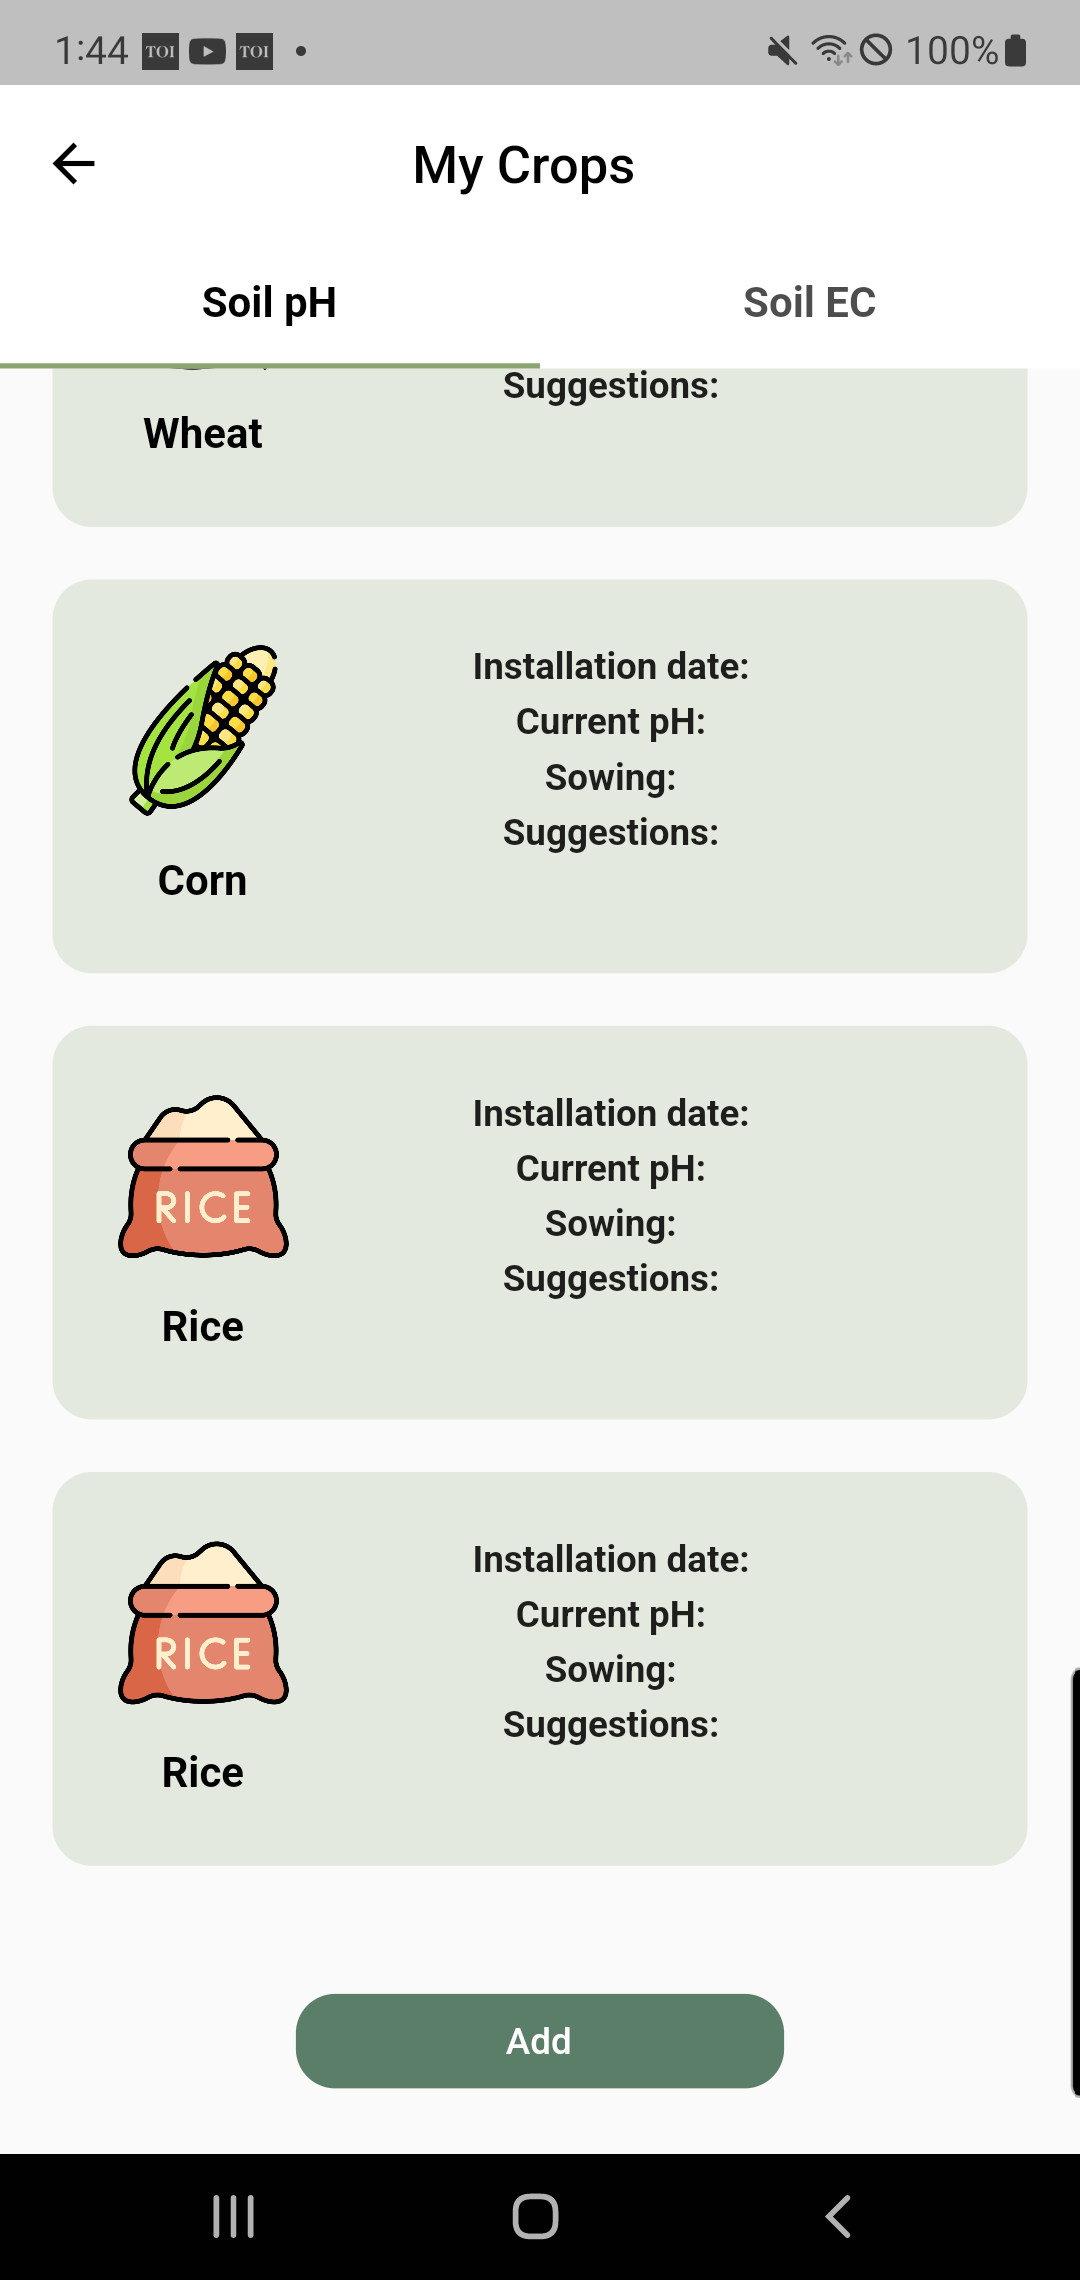 1:44 TOI TOI 100%
My Crops
Soil pH Soil EC
Suggestions:
Wheat
Installation date:
Current pH:
Sowing:
Suggestions:
Corn
Installation date:
Current pH:
Sowing:
Suggestions:
RICE
Rice
Installation date:
Current pH:
Sowing:
Suggestions:
RICE
Rice
Add